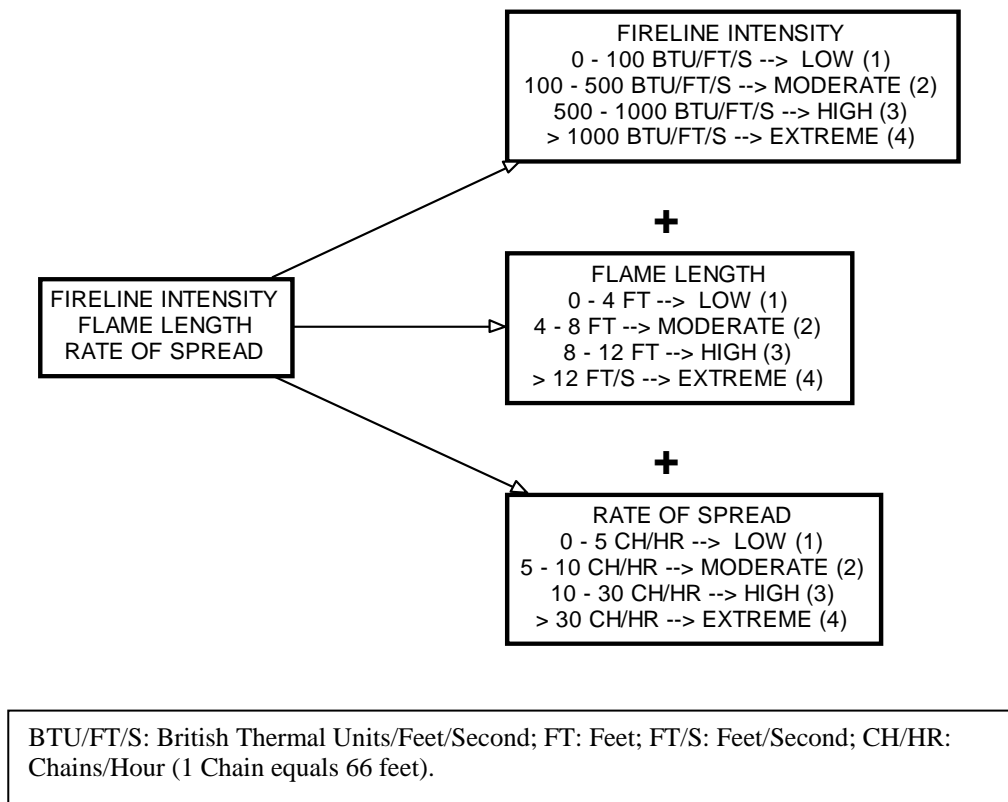 FIRELINE INTENSITY
0 - 100 BTU/FT/S --> LOW (1)
100 - 500 BTU/FT/S --> MODERATE (2)
500 - 1000 BTU/FT/S --> HIGH (3)
> 1000 BTU/FT/S --> EXTREME (4)
+
FIRELINE INTENSITY
FLAME LENGTH
RATE OF SPREAD
FLAME LENGTH
0 - 4 FT --> LOW (1)
4 - 8 FT --> MODERATE (2)
8 - 12 FT --> HIGH (3)
> 12 FT/S --> EXTREME (4)
+
RATE OF SPREAD
0 - 5 CH/HR --> LOW (1)
5 - 10 CH/HR --> MODERATE (2)
10 - 30 CH/HR --> HIGH (3)
> 30 CH/HR --> EXTREME (4)
BTU/FT/S: British Thermal Units/Feet/Second; FT: Feet; FT/S: Feet/Second; CH/HR:
Chains/Hour (1 Chain equals 66 feet).